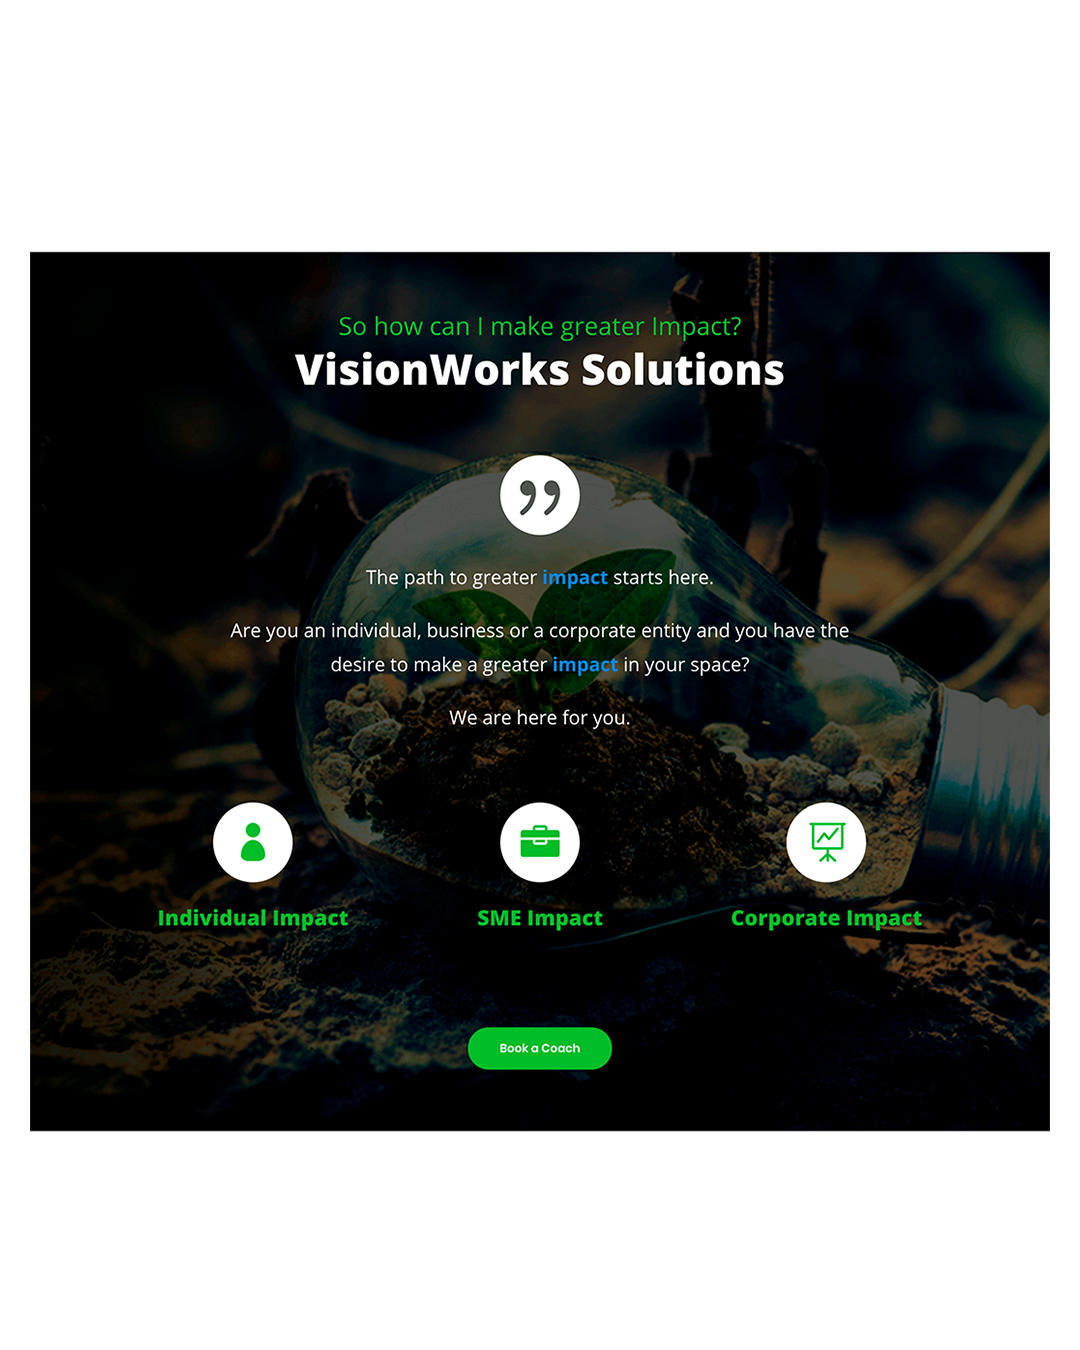 So how can I make greater Impact?
VisionWorks Solutions
The path to greater impact starts here.
Are you an individual, business or a corporate entity and you have the
desire to make a greater impact in your space?
We are here for you.
Individual Impact
SME Impact
Corporate Impact
Book a Coach